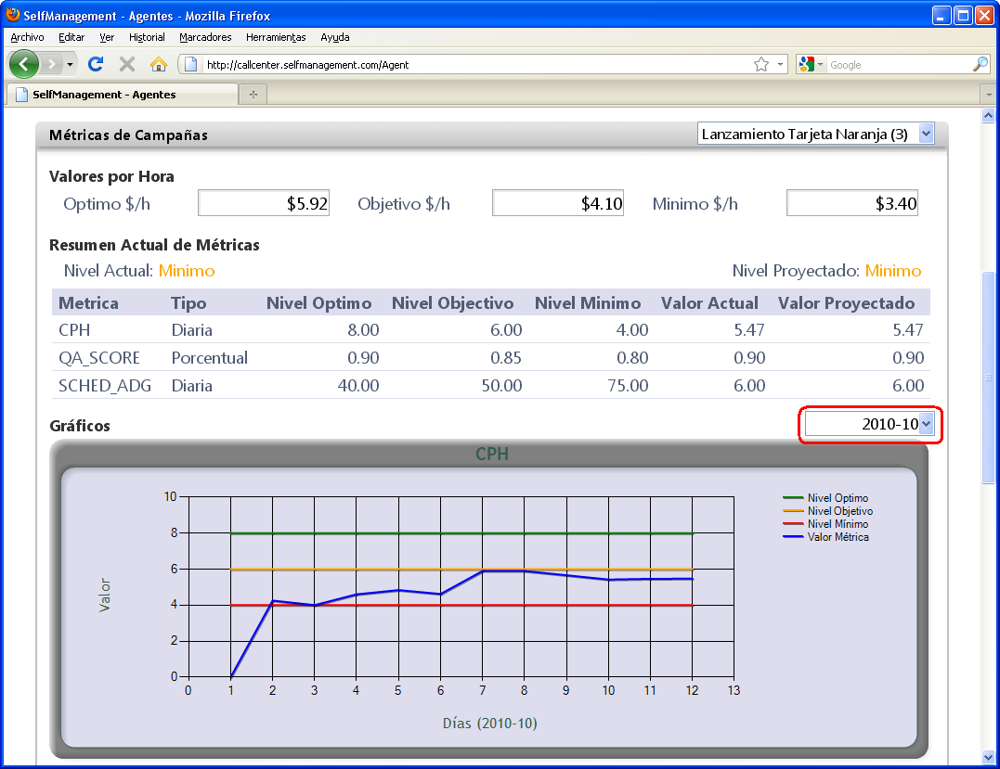 SelfManagement - Agentes - Mozilla Firefox
Archivo Editar Ver Historial Marcadores Herramientas Ayuda
http://callcenter.selfmanagement.com/Agent Google
SelfManagement - Agentes
Métricas de Campañas Lanzamiento Tarjeta Naranja (3)
Valores por Hora
Optimo $/h $5.92 Objetivo $/h $4.10 Minimo $/h $3.40
Resumen Actual de Métricas
Nivel Actual: Minimo Nivel Proyectado: Minimo
Metrica Tipo Nivel Optimo Nivel Objectivo Nivel Minimo Valor Actual Valor Proyectado
CPH Diaria 8.00 6.00 4.00 5.47 5.47
QA_SCORE Porcentual 0.90 0.85 0.80 0.90 0.90
SCHED_ADG Diaria 40.00 50.00 75.00 6.00 6.00
Gráficos 2010-10
CPH
10
8
6
4
2
0
Valor
0 1 2 3 4 5 6 7 8 9 10 11 12 13
Días (2010-10)
Nivel Optimo
Nivel Objetivo
Nivel Mínimo
Valor Métrica